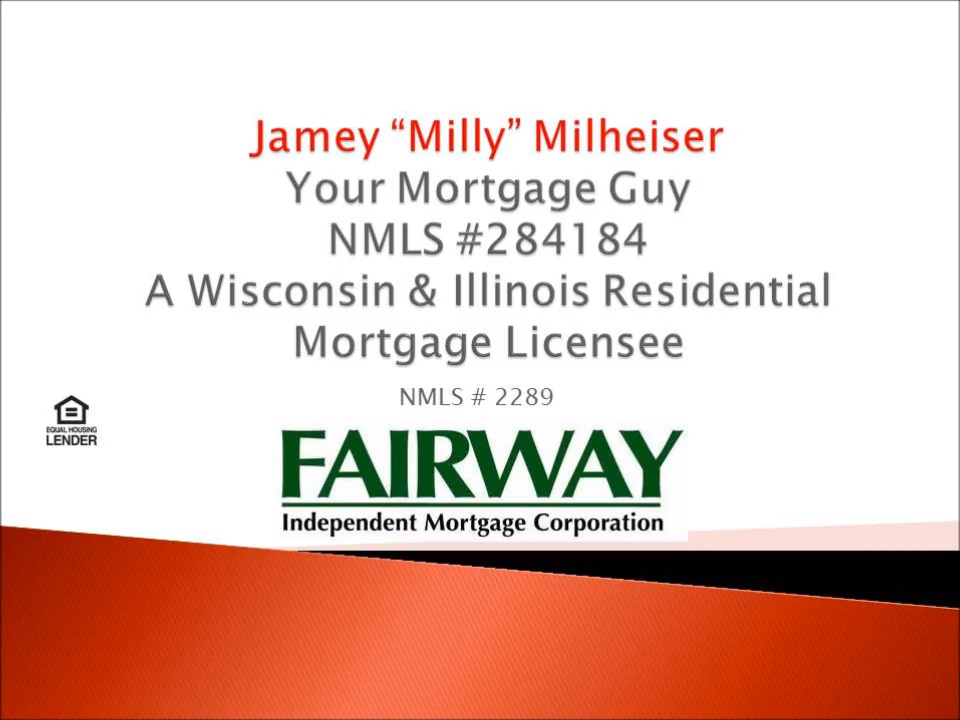 Jamey “Milly” Milheiser
Your Mortgage Guy
NMLS #284184
A Wisconsin & Illinois Residential
Mortgage Licensee
NMLS # 2289
EQUAL HOUSING
LENDER
FAIRWAY
Independent Mortgage Corporation